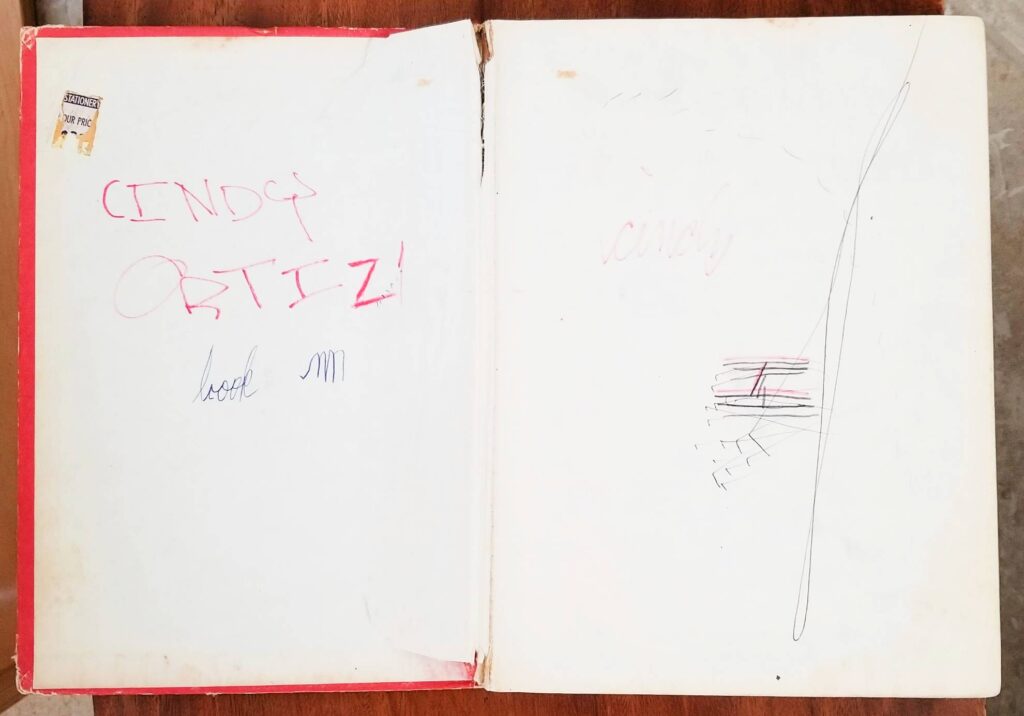 STATIONERY
OUR PRIC
CINDY
ORTIZ
book
cindy